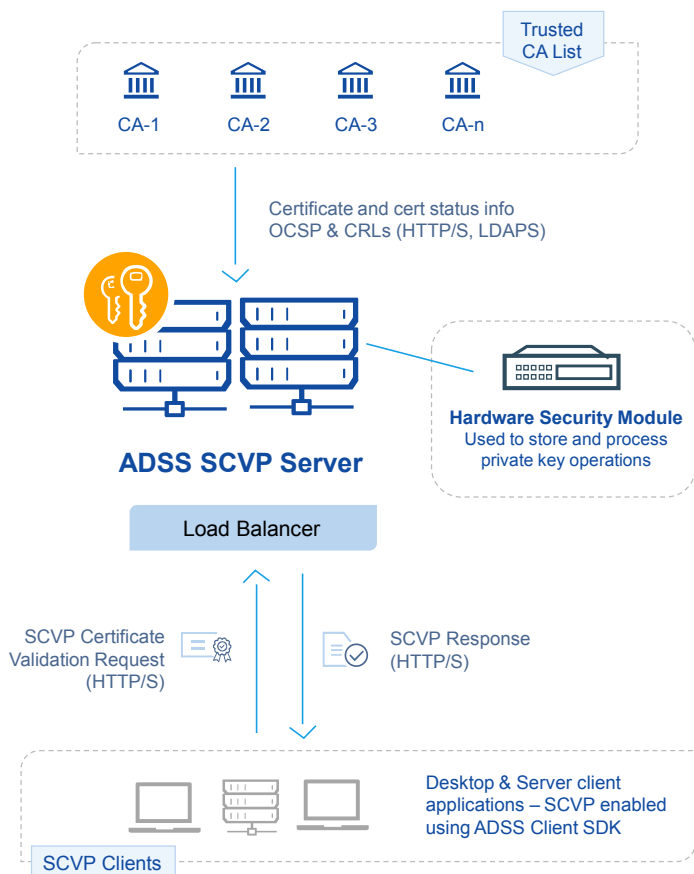 Trusted
CA List
CA-1
CA-2
CA-3
CA-n
Certificate and cert status info
OCSP & CRLs (HTTP/S, LDAPS)
Hardware Security Module
Used to store and process
private key operations
ADSS SCVP Server
Load Balancer
SCVP Certificate
Validation Request
(HTTP/S)
SCVP Response
(HTTP/S)
Desktop & Server client
applications – SCVP enabled
using ADSS Client SDK
SCVP Clients